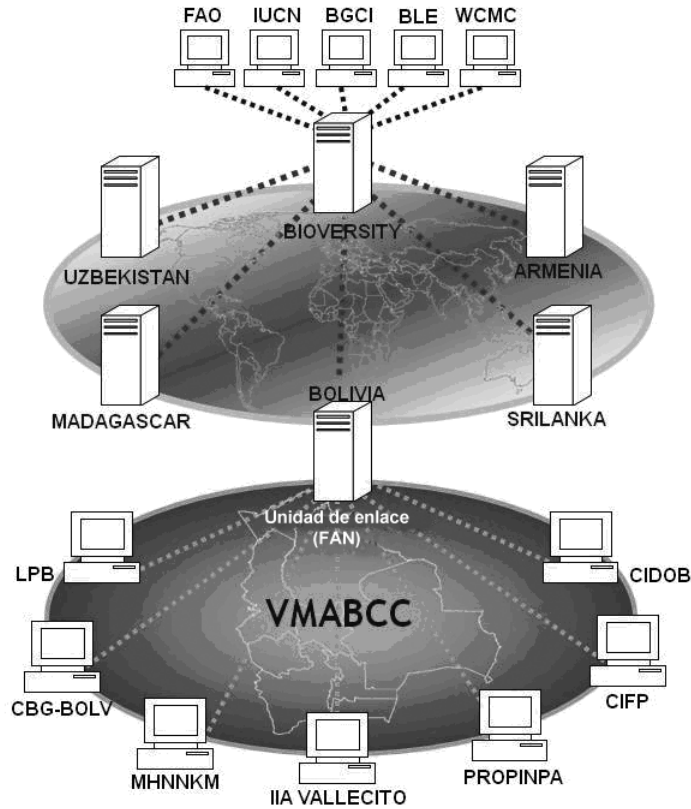 FAO IUCN BGCI BLE WCMC
BIOVERSITY
UZBEKISTAN
ARMENIA
BOLIVIA
MADAGASCAR
SRILANKA
Unidad de enlace
(FAN)
LPB
CIDOB
VMABCC
CBG-BOLV
CIFP
MHNNKM
PROPINPA
IIA VALLECITO